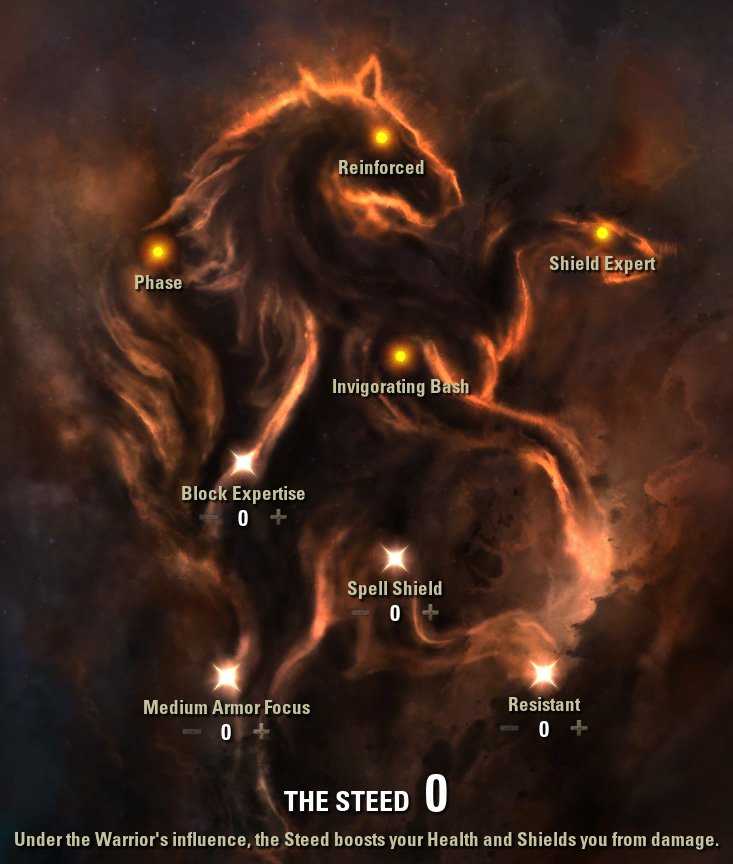 Reinforced
Shield Expert
Phase
Invigorating Bash
Block Expertise
− 0 +
Spell Shield
− 0 +
Medium Armor Focus
− 0 +
Resistant
− 0 +
THE STEED 0
Under the Warrior's influence, the Steed boosts your Health and Shields you from damage.